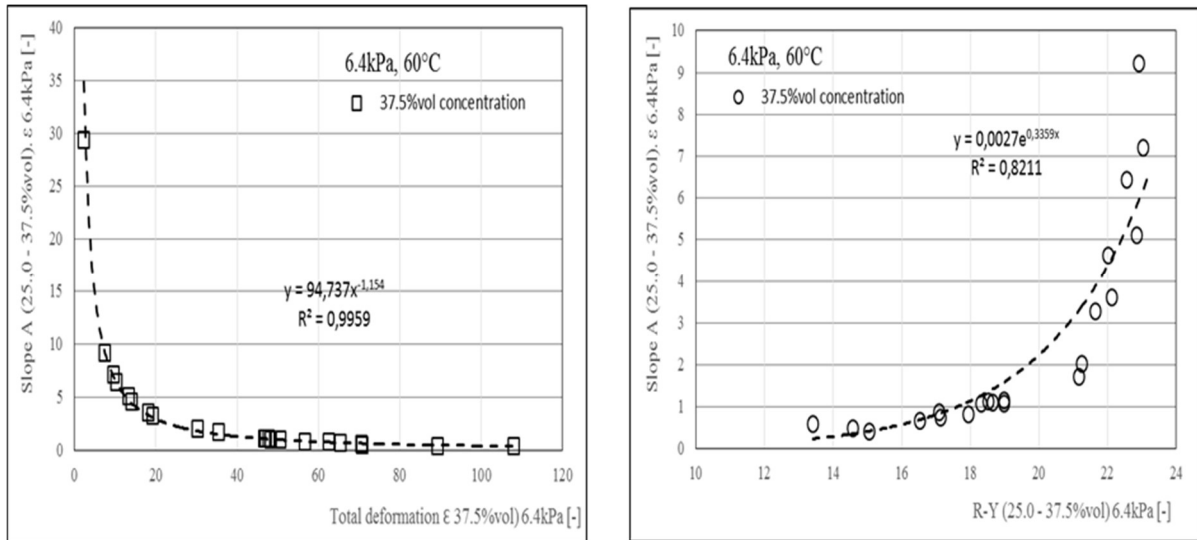 Slope A (25.,0 - 37.5%vol). ε 6.4kPa [-]
40
35
30
25
20
15
10
5
0
6.4kPa, 60°C
37.5%vol concentration
y = 94,737x^-1,154
R² = 0,9959
0 20 40 60 80 100 120
Total deformation ε 37.5%vol) 6.4kPa [-]
Slope A (25.,0 - 37.5%vol). ε 6.4kPa [-]
10
9
8
7
6
5
4
3
2
1
0
6.4kPa, 60°C
37.5%vol concentration
y = 0,0027e^0,3359x
R² = 0,8211
10 12 14 16 18 20 22 24
R-Y (25.0 - 37.5%vol) 6.4kPa [-]